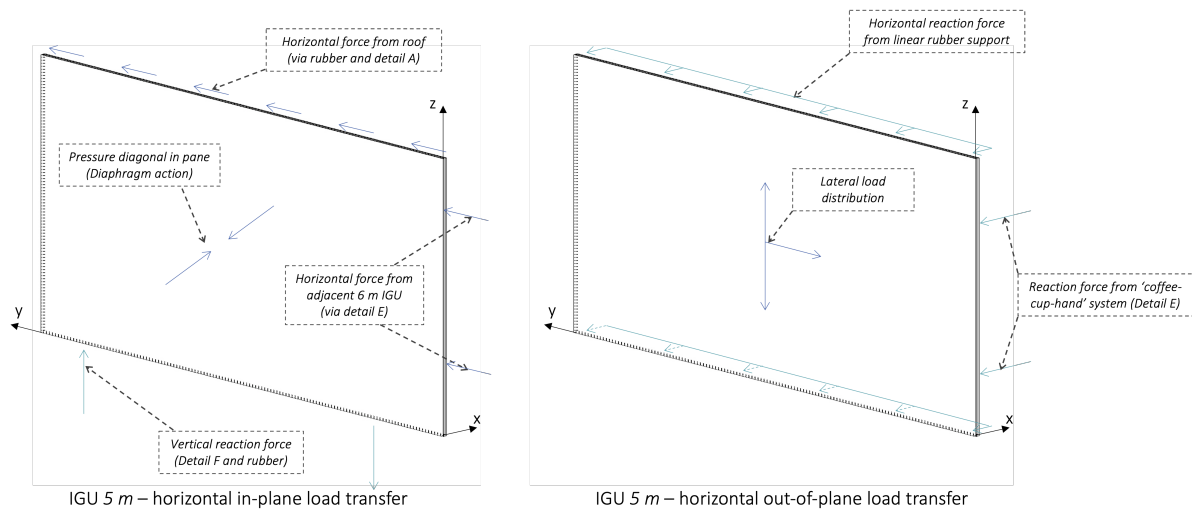 Horizontal force from roof
(via rubber and detail A)
z
Pressure diagonal in pane
(Diaphragm action)
Horizontal force from
adjacent 6 m IGU
(via detail E)
y
x
Vertical reaction force
(Detail F and rubber)
IGU 5 m – horizontal in-plane load transfer
Horizontal reaction force
from linear rubber support
z
Lateral load
distribution
Reaction force from ‘coffee-
cup-hand’ system (Detail E)
y
x
IGU 5 m – horizontal out-of-plane load transfer